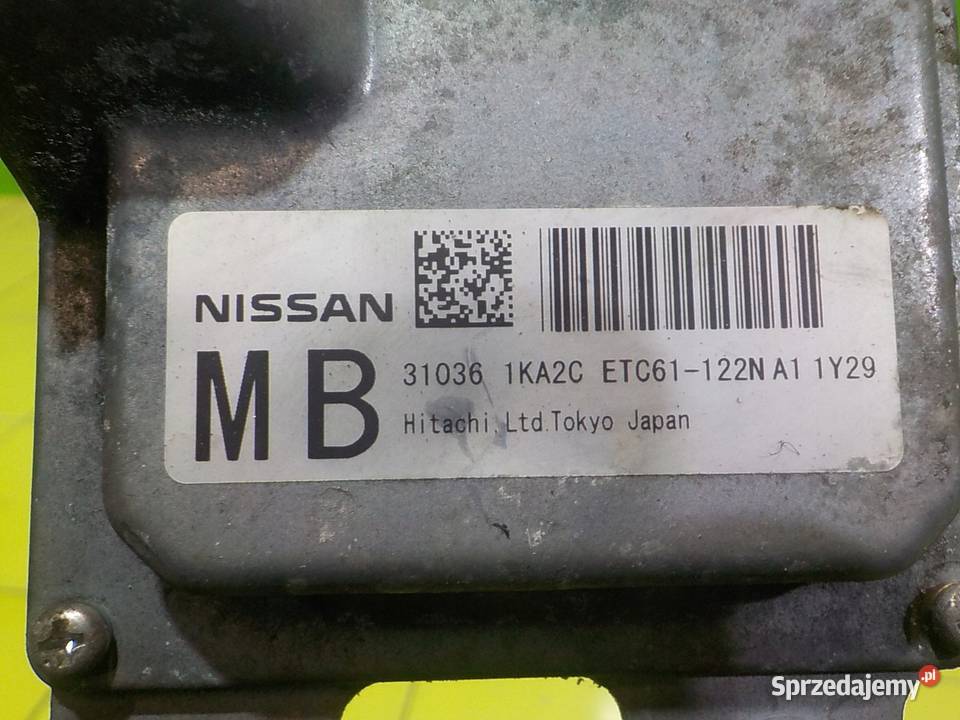 NISSAN
MB
31036 1KA2C ETC61-122N A1 1Y29
Hitachi, Ltd. Tokyo Japan
Sprzedajemy.pl